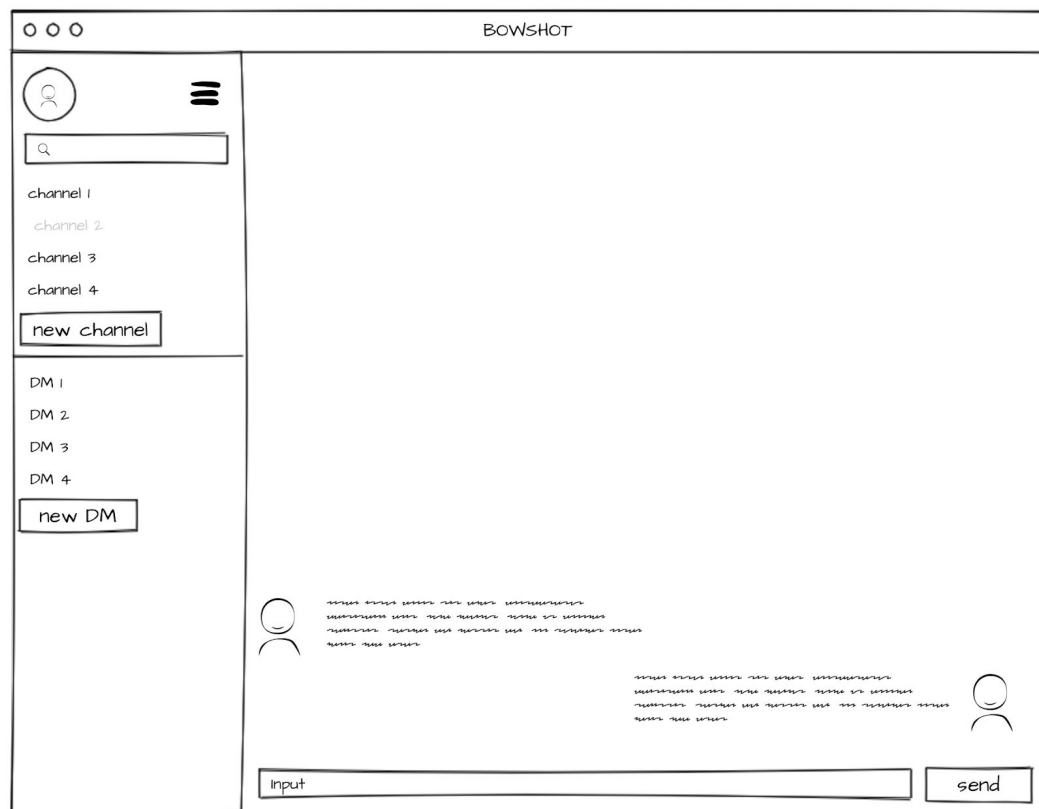 BOWSHOT
channel 1
channel 2
channel 3
channel 4
new channel
DM 1
DM 2
DM 3
DM 4
new DM
Input
send